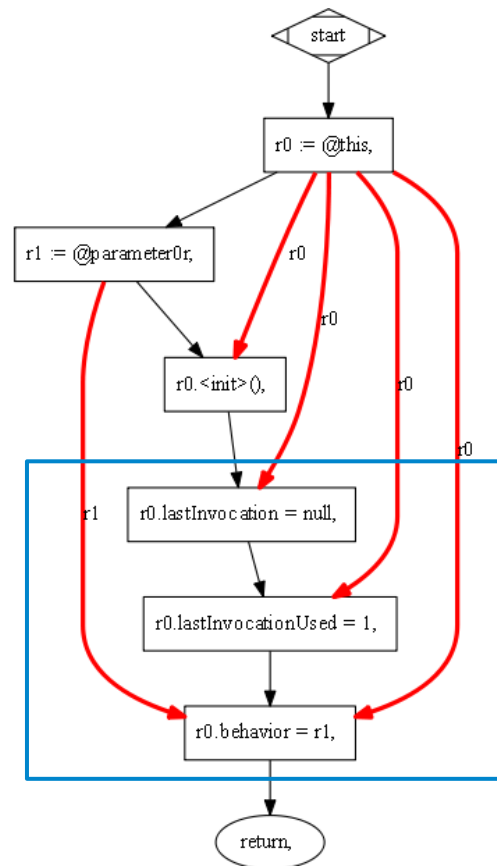 start
r0 := @this,
r1 := @parameter0r,
r0
r0.<init>(),
r0
r0
r0
r1
r0.lastInvocation = null,
r0.lastInvocationUsed = 1,
r0.behavior = r1,
return,